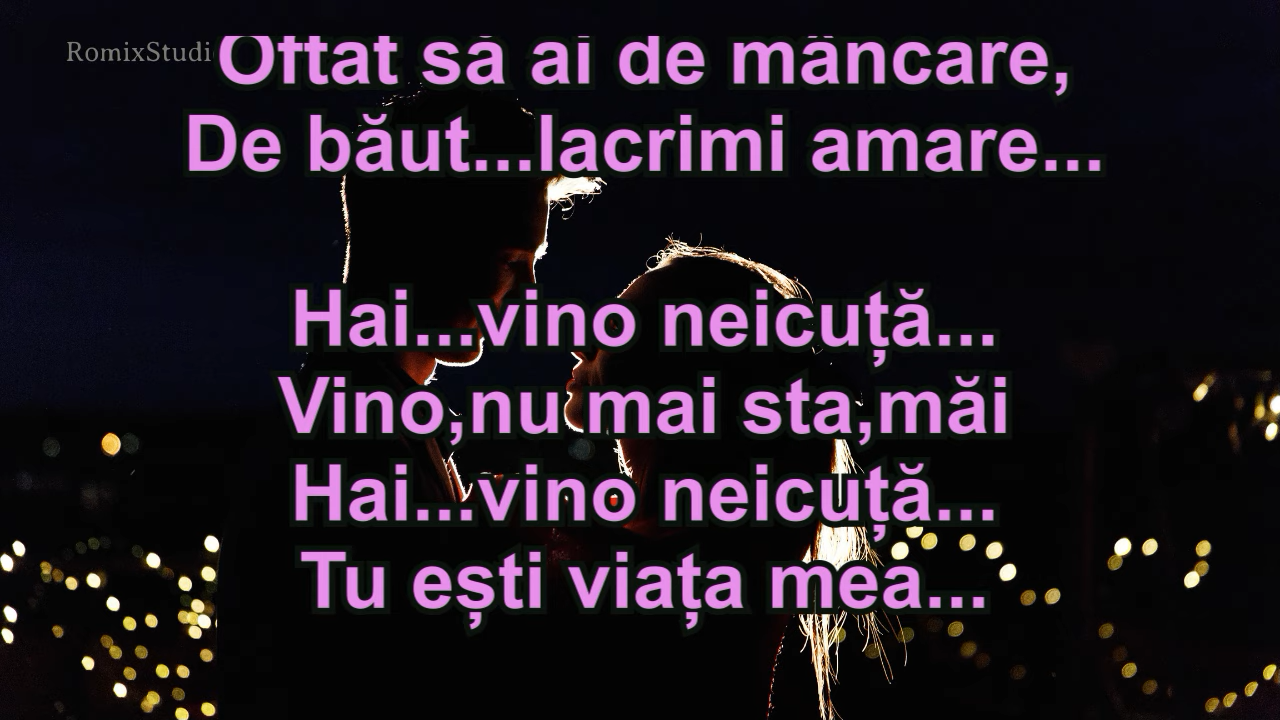 RomixStudi
Oftat să ai de mâncare,
De băut...lacrimi amare...
Hai...vino neicuță...
Vino,nu mai sta,măi
Hai...vino neicuță...
Tu ești viața mea...